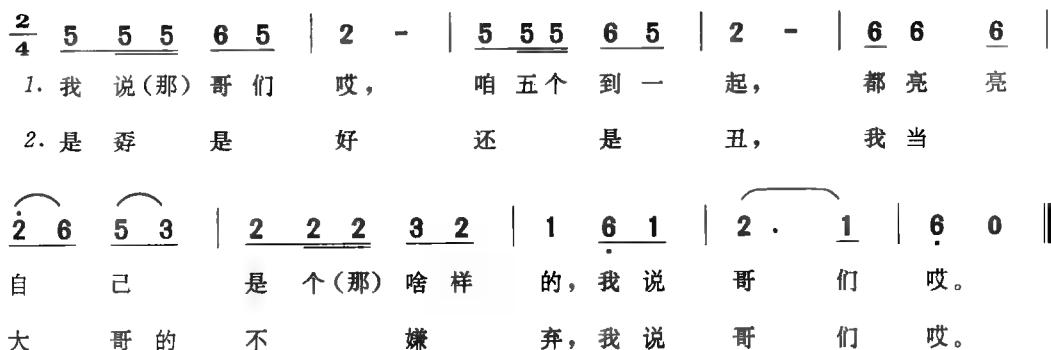 2/4 5 5 5 6 5 | 2 - | 5 5 5 6 5 | 2 - | 6 6 6 |
1. 我 说(那)哥 们 哎, 咱 五个 到 一 起, 都 亮 亮
2. 是 孬 是 好 还 是 丑, 我 当
2̇ 6 5 3 | 2 2 2 3 2 | 1 6̣ 1 | 2 . 1 | 6̣ 0 ‖
自 己 是 个(那)啥 样 的, 我 说 哥 们 哎。
大 哥 的 不 嫌 弃, 我 说 哥 们 哎。